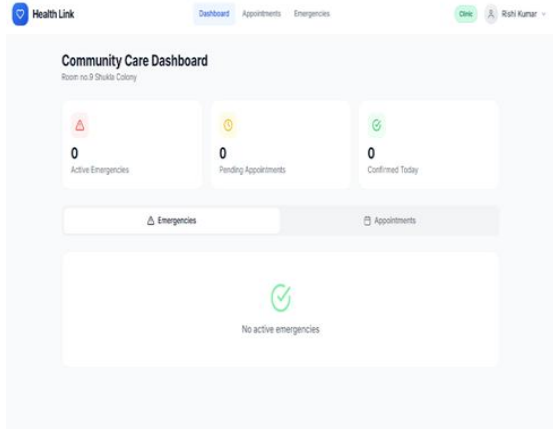 Health Link Dashboard Appointments Emergencies Clinic Rishi Kumar
Community Care Dashboard
Room no.9 Shukla Colony
0 0 0
Active Emergencies Pending Appointments Confirmed Today
Emergencies Appointments
No active emergencies